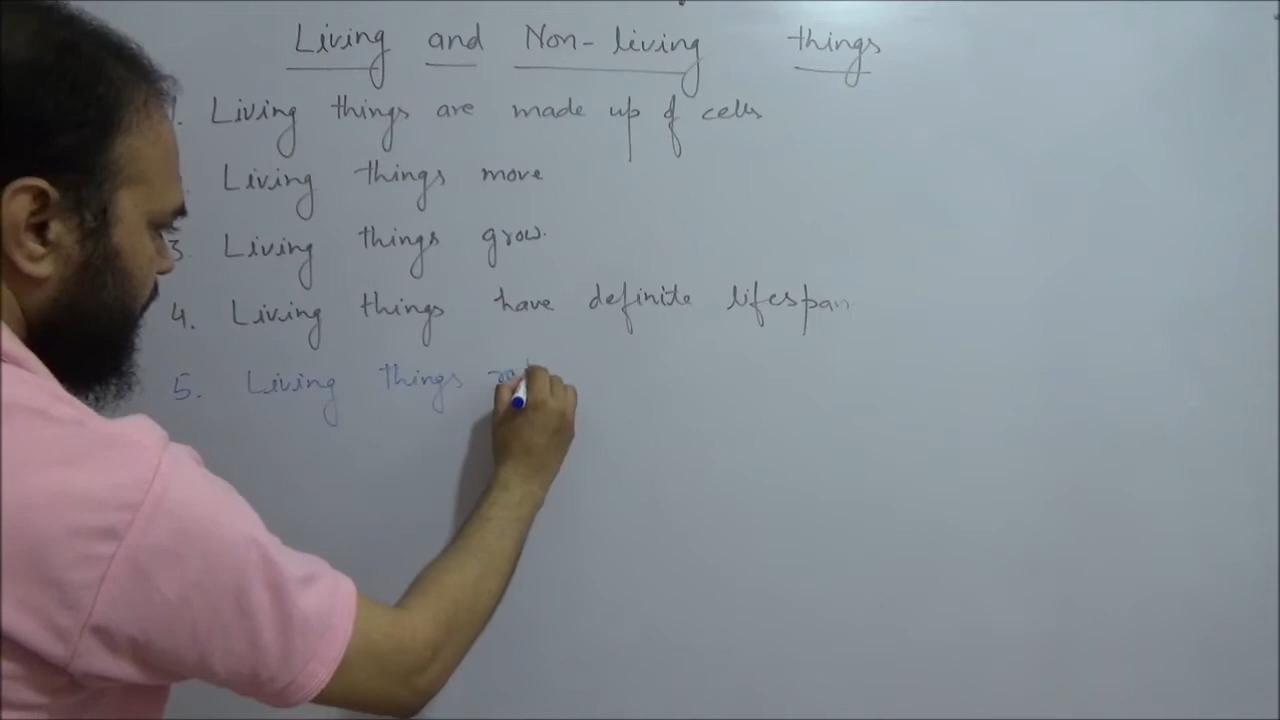 Living and Non-living things
1. Living things are made up of cells
Living things move
3. Living things grow.
4. Living things have definite lifespan
5. Living things